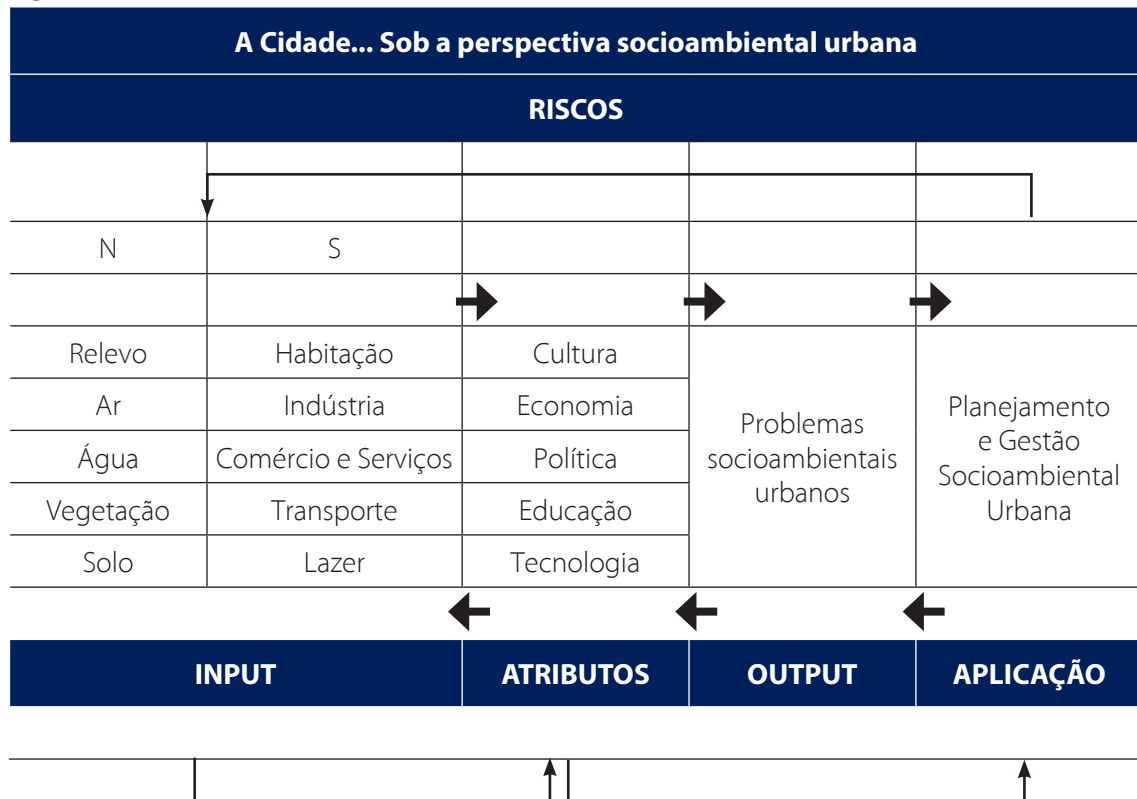 A Cidade... Sob a perspectiva socioambiental urbana
RISCOS
N S
Relevo Habitação Cultura
Ar Indústria Economia
Água Comércio e Serviços Política
Vegetação Transporte Educação
Solo Lazer Tecnologia
Problemas
socioambientais
urbanos
Planejamento
e Gestão
Socioambiental
Urbana
INPUT ATRIBUTOS OUTPUT APLICAÇÃO